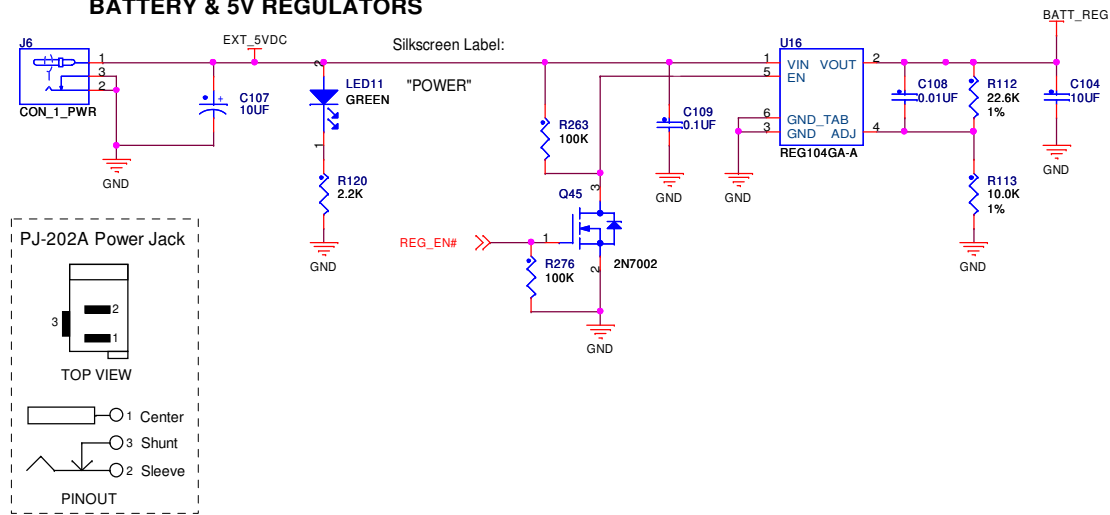 BATTERY & 5V REGULATORS
BATT_REG
J6
1
3
2
CON_1_PWR
EXT_5VDC
Silkscreen Label:
"POWER"
C107
10UF
+
2
LED11
GREEN
1
R120
2.2K
GND
GND
R263
100K
C109
0.1UF
GND
U16
1
5
6
3
VIN VOUT
EN
GND_TAB
GND ADJ
2
4
REG104GA-A
GND
C108
0.01UF
R112
22.6K
1%
C104
10UF
GND
R113
10.0K
1%
GND
Q45
3
1
2
2N7002
REG_EN#
R276
100K
GND
PJ-202A Power Jack
3
2
1
TOP VIEW
1 Center
3 Shunt
2 Sleeve
PINOUT